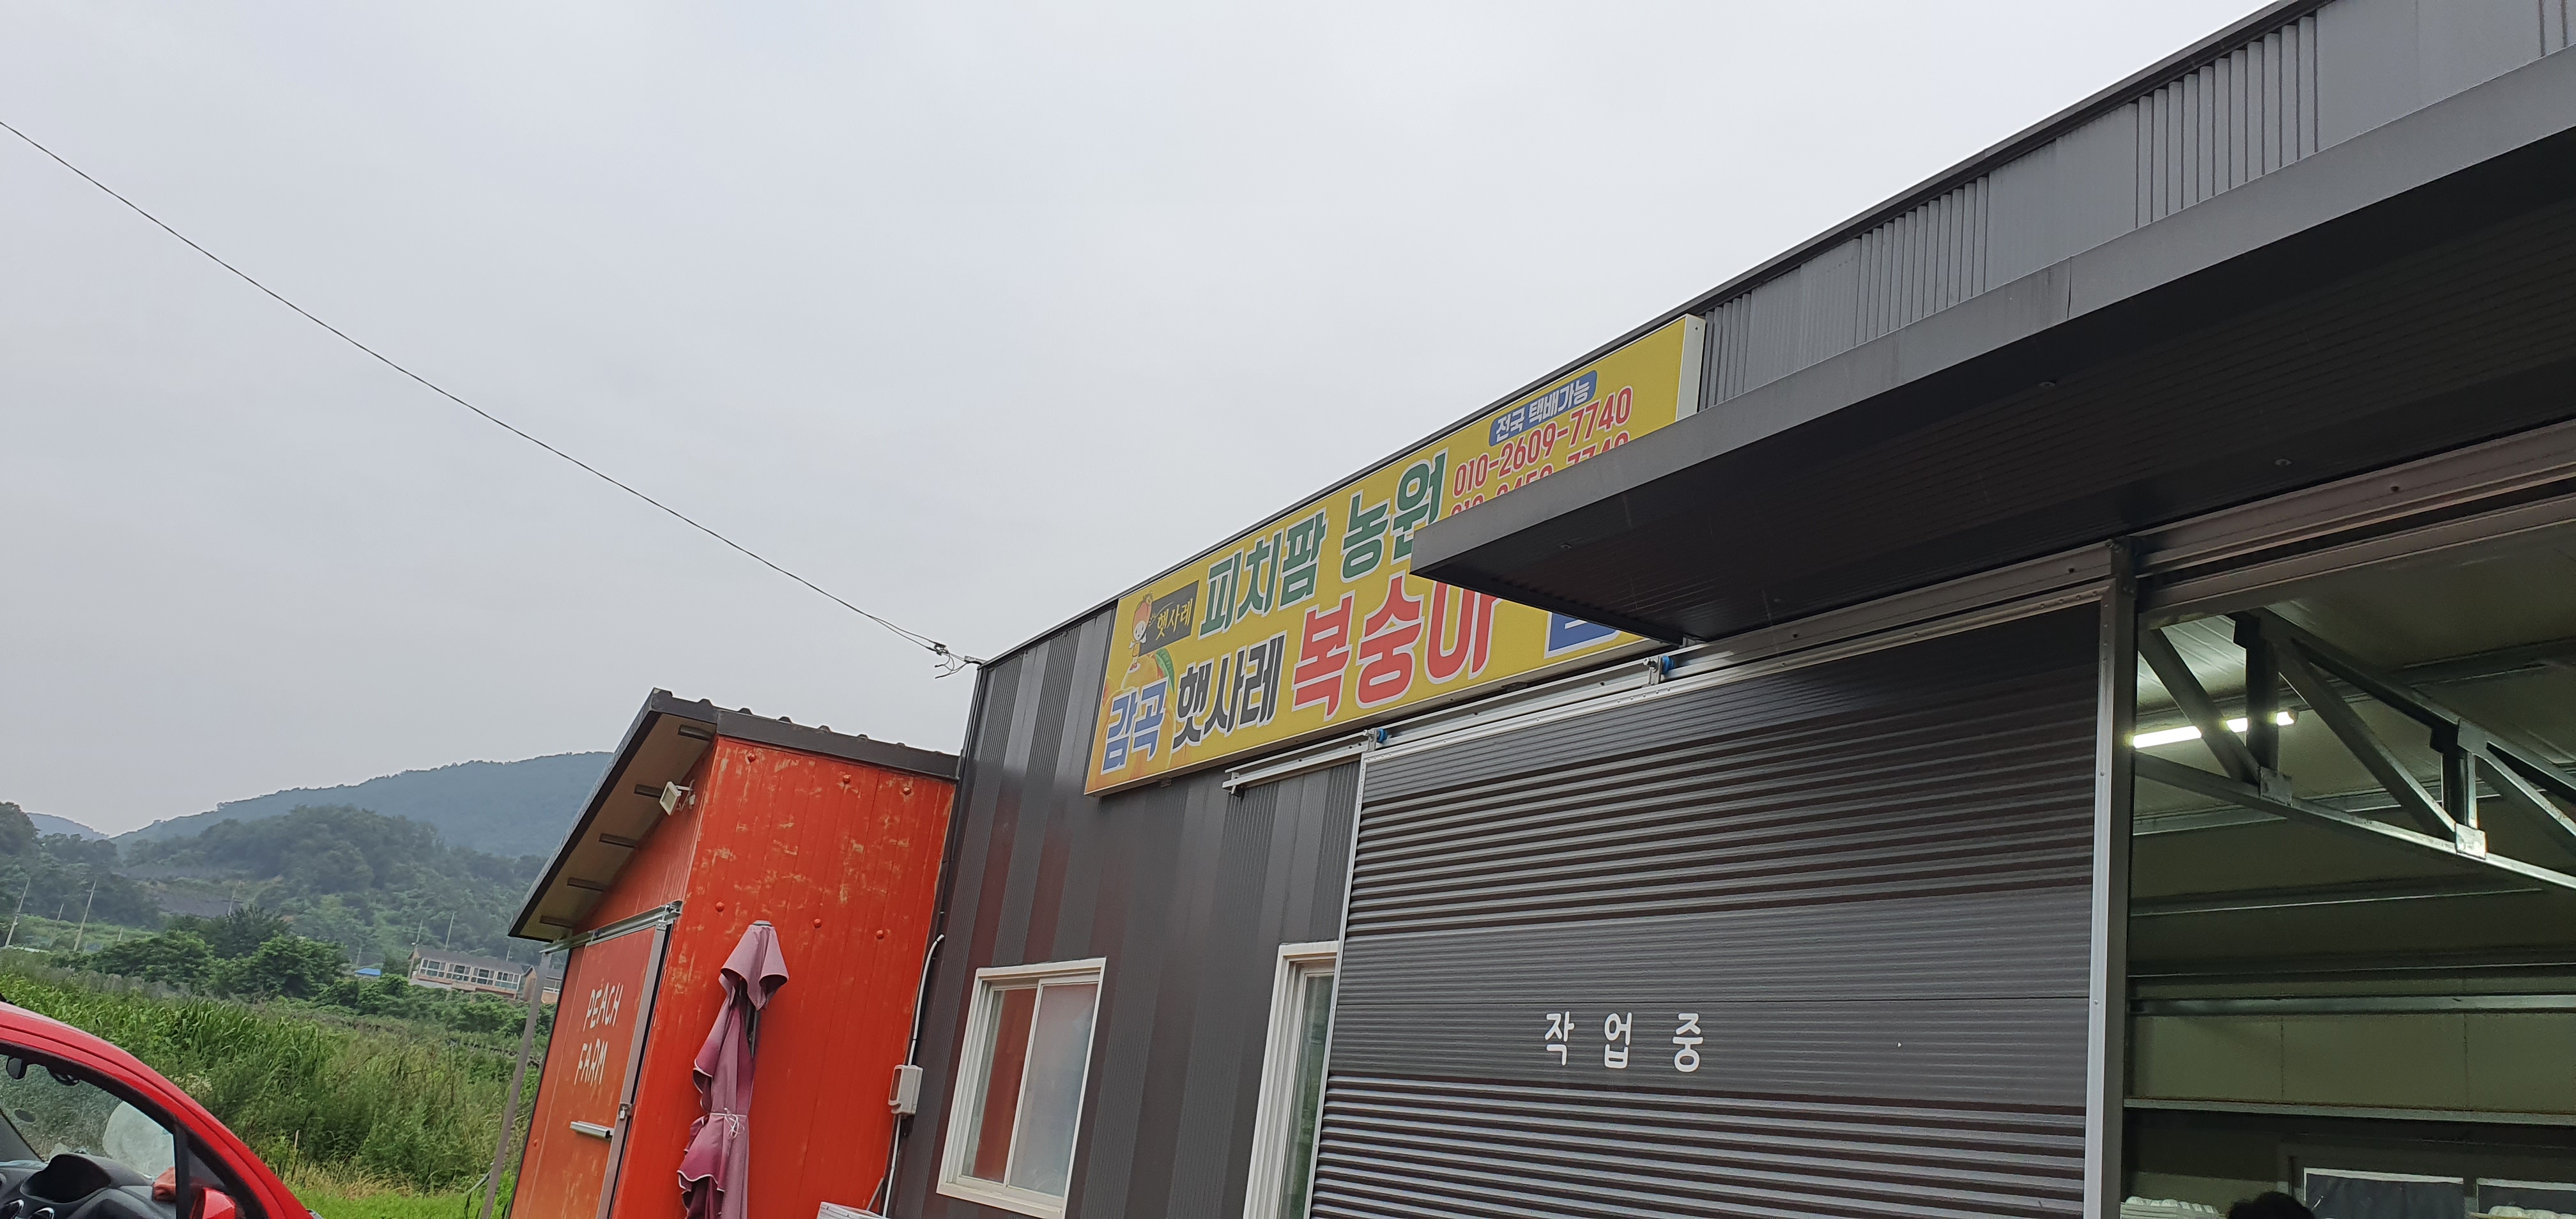 햇사레
피치팜 농원
전국 택배가능
010-2609-7740
감곡 햇사레 복숭아
PEACH
FARM
작업중